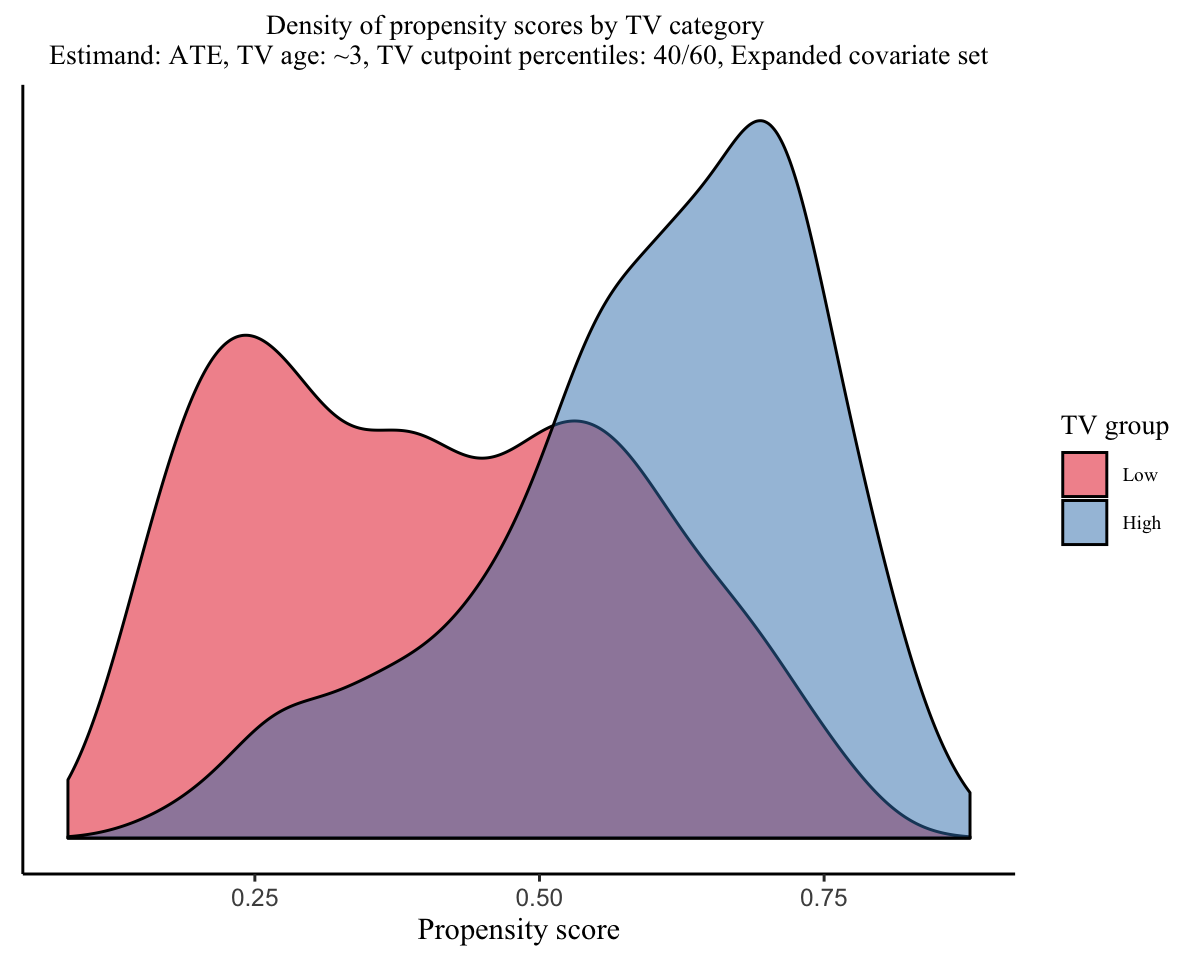 Density of propensity scores by TV category
Estimand: ATE, TV age: ~3, TV cutpoint percentiles: 40/60, Expanded covariate set
TV group
Low
High
0.25 0.50 0.75
Propensity score